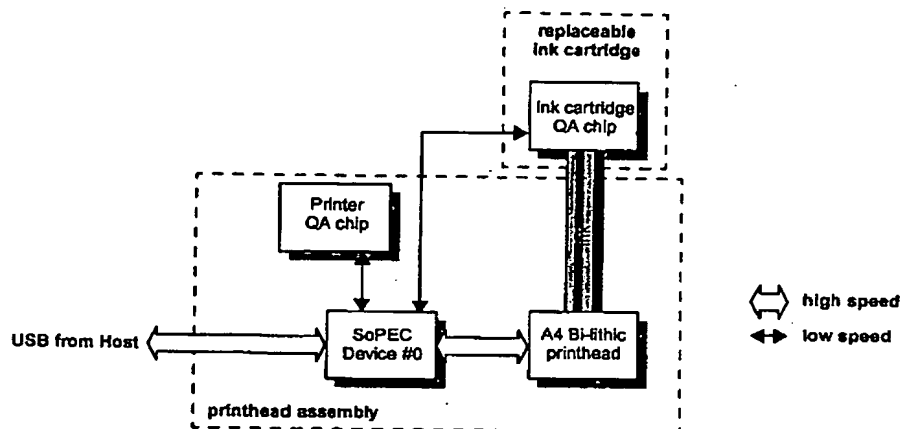 replaceable
ink cartridge
Ink cartridge
QA chip
Printer
QA chip
USB from Host
SoPEC
Device #0
A4 Bi-lithic
printhead
high speed
low speed
printhead assembly